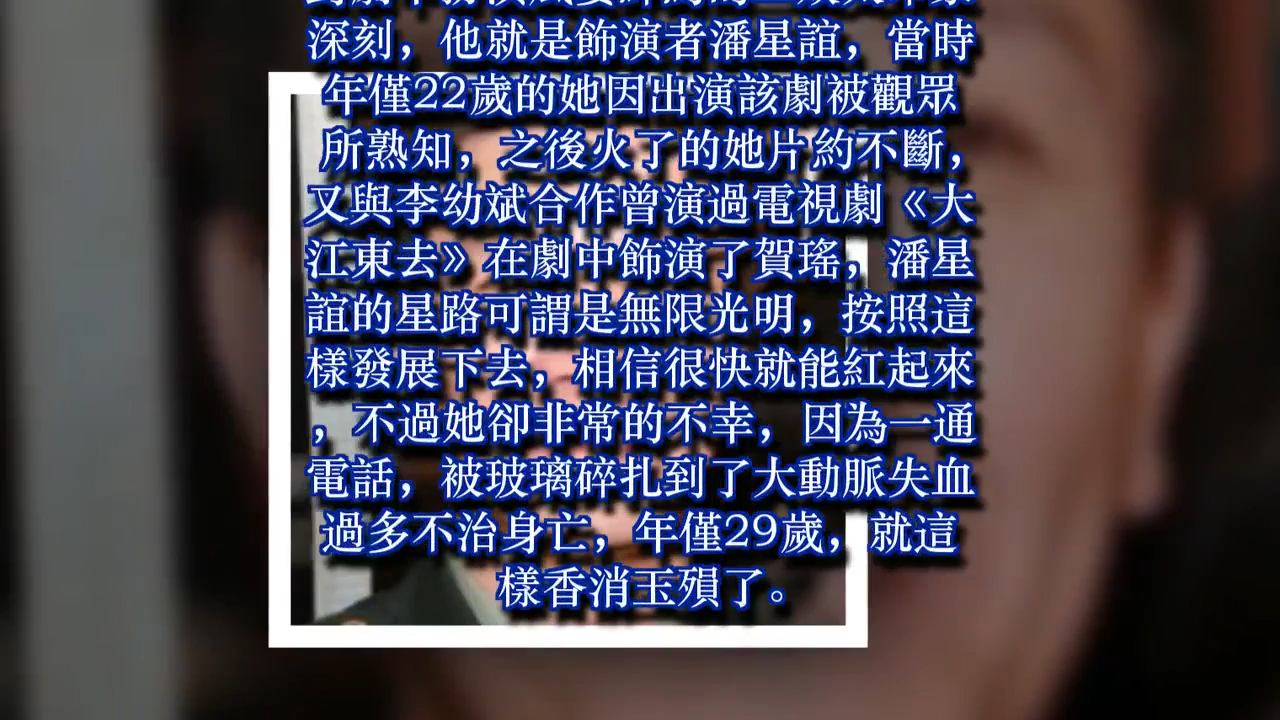 深刻，他就是飾演者潘星誼，當時
年僅22歲的她因出演該劇被觀眾
所熟知，之後火了的她片約不斷，
又與李幼斌合作曾演過電視劇《大
江東去》在劇中飾演了賀瑤，潘星
誼的星路可謂是無限光明，按照這
樣發展下去，相信很快就能紅起來
，不過她卻非常的不幸，因為一通
電話，被玻璃碎扎到了大動脈失血
過多不治身亡，年僅29歲，就這
樣香消玉殞了。